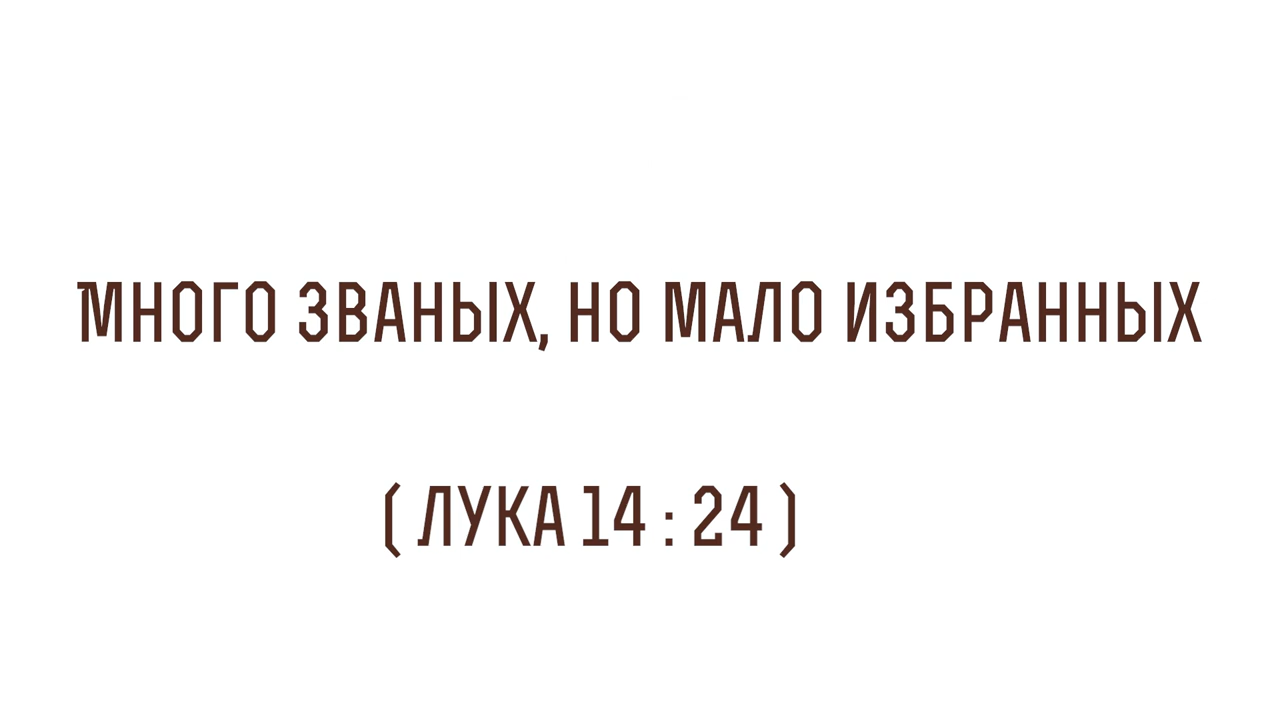 МНОГО ЗВАНЫХ, НО МАЛО ИЗБРАННЫХ
( ЛУКА 14 : 24 )